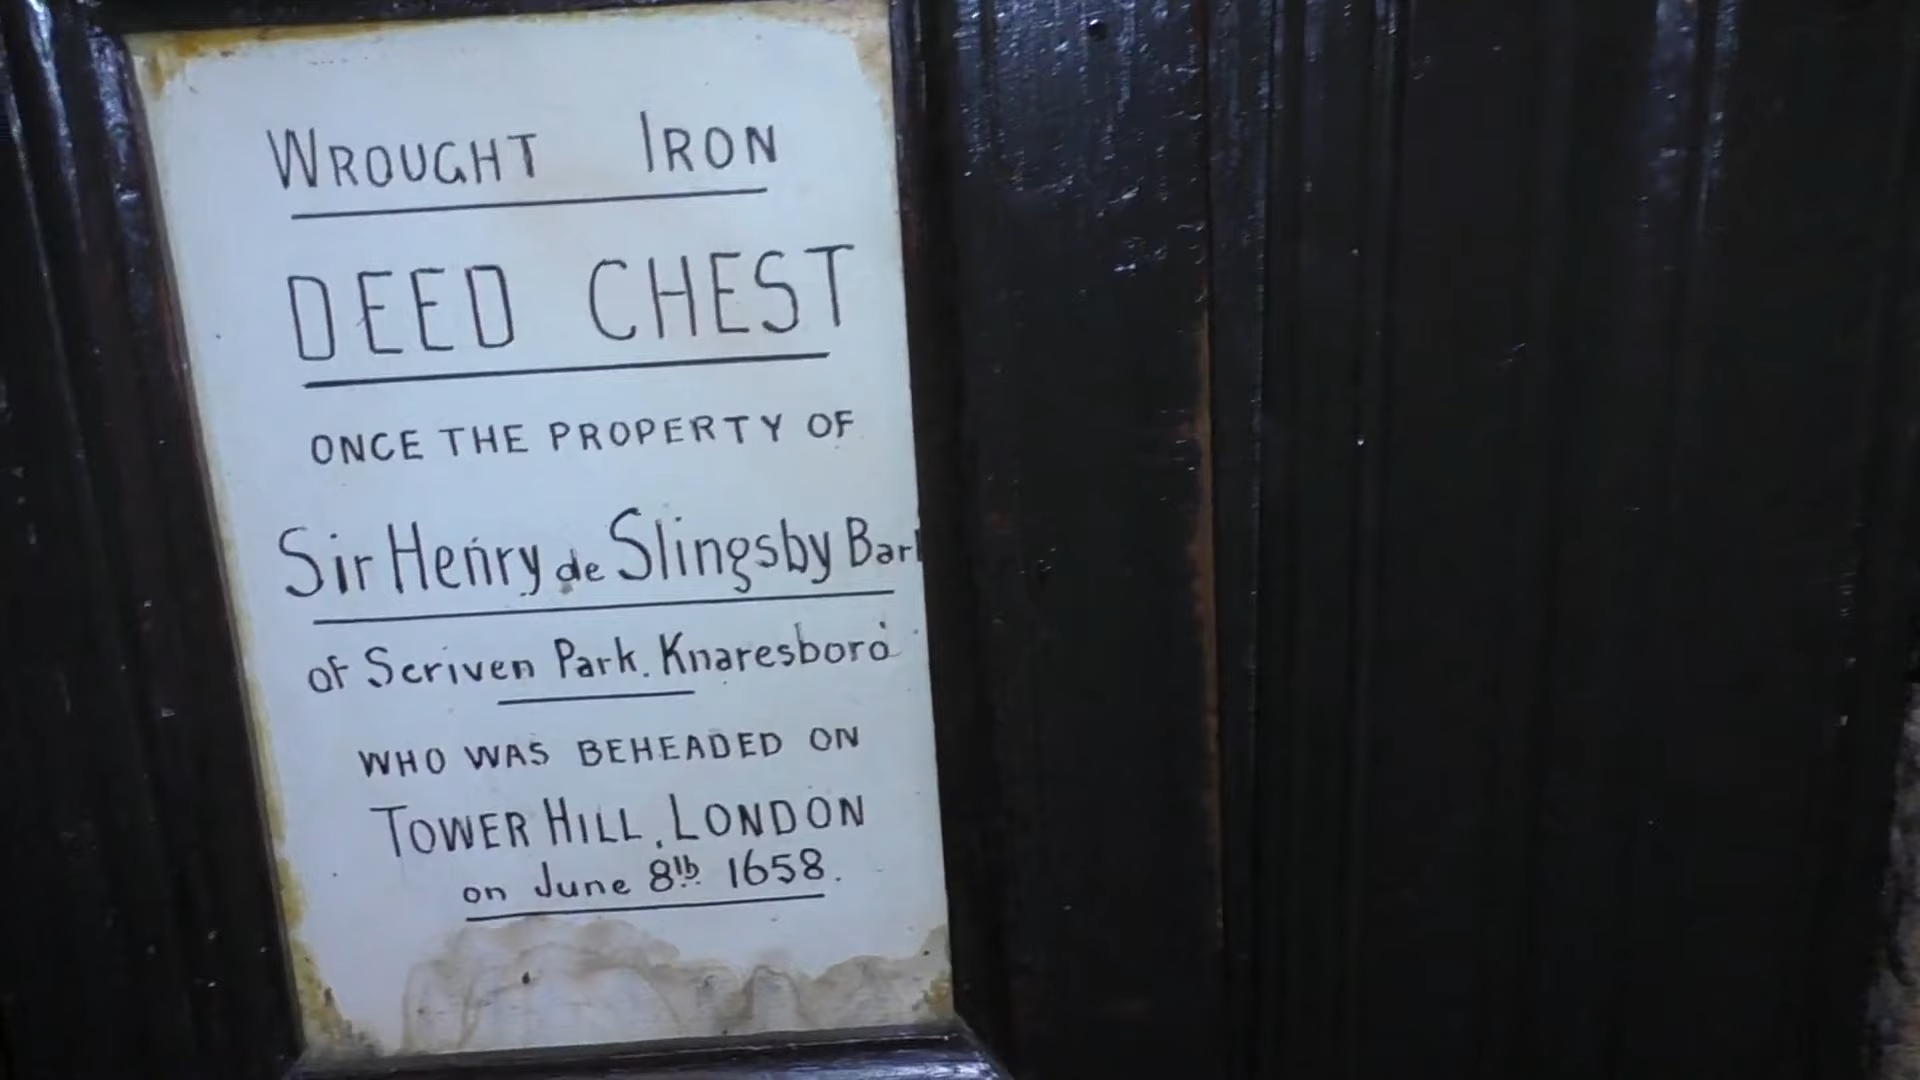 WROUGHT IRON
DEED CHEST
ONCE THE PROPERTY OF
Sir Henry de Slingsby Bart
of Scriven Park. Knaresboro'
WHO WAS BEHEADED ON
TOWER HILL, LONDON
on June 8th 1658.